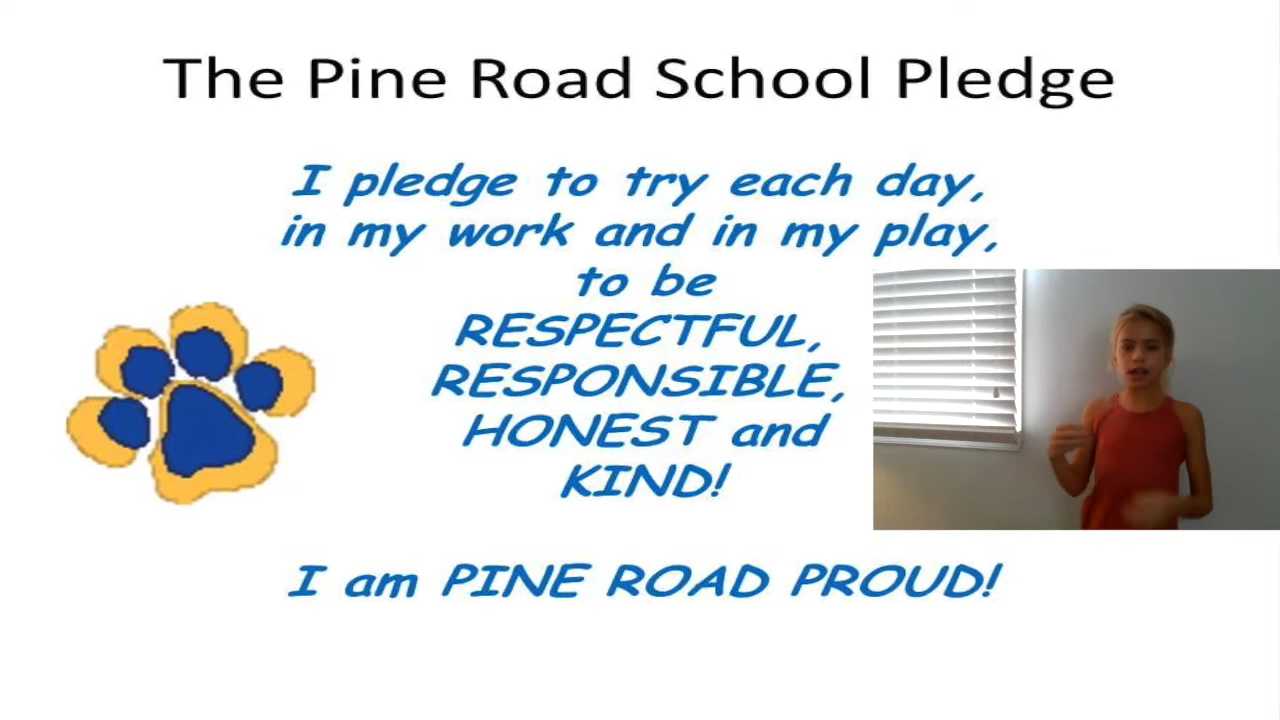 The Pine Road School Pledge
I pledge to try each day,
in my work and in my play,
to be
RESPECTFUL,
RESPONSIBLE,
HONEST and
KIND!
I am PINE ROAD PROUD!